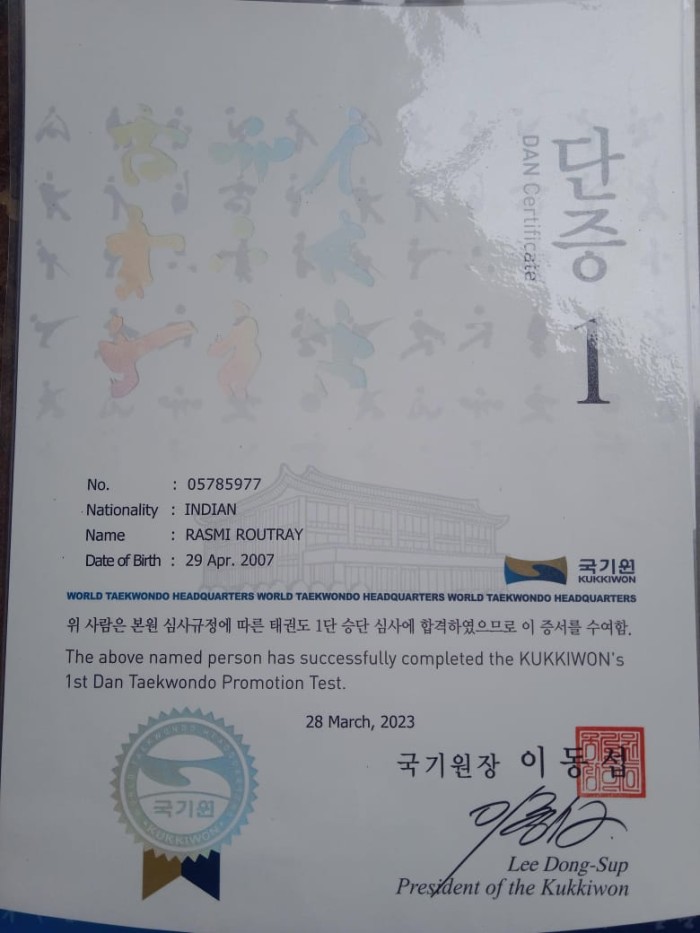 단증
DAN Certificate
1
No. : 05785977
Nationality : INDIAN
Name : RASMI ROUTRAY
Date of Birth : 29 Apr. 2007
국기원
KUKKIWON
WORLD TAEKWONDO HEADQUARTERS WORLD TAEKWONDO HEADQUARTERS WORLD TAEKWONDO HEADQUARTERS
위 사람은 본원 심사규정에 따른 태권도 1단 승단 심사에 합격하였으므로 이 증서를 수여함.
The above named person has successfully completed the KUKKIWON's
1st Dan Taekwondo Promotion Test.
28 March, 2023
국기원장 이동섭
Lee Dong-Sup
President of the Kukkiwon
WORLD TAEKWONDO HEADQUARTERS
국기원
KUKKIWON